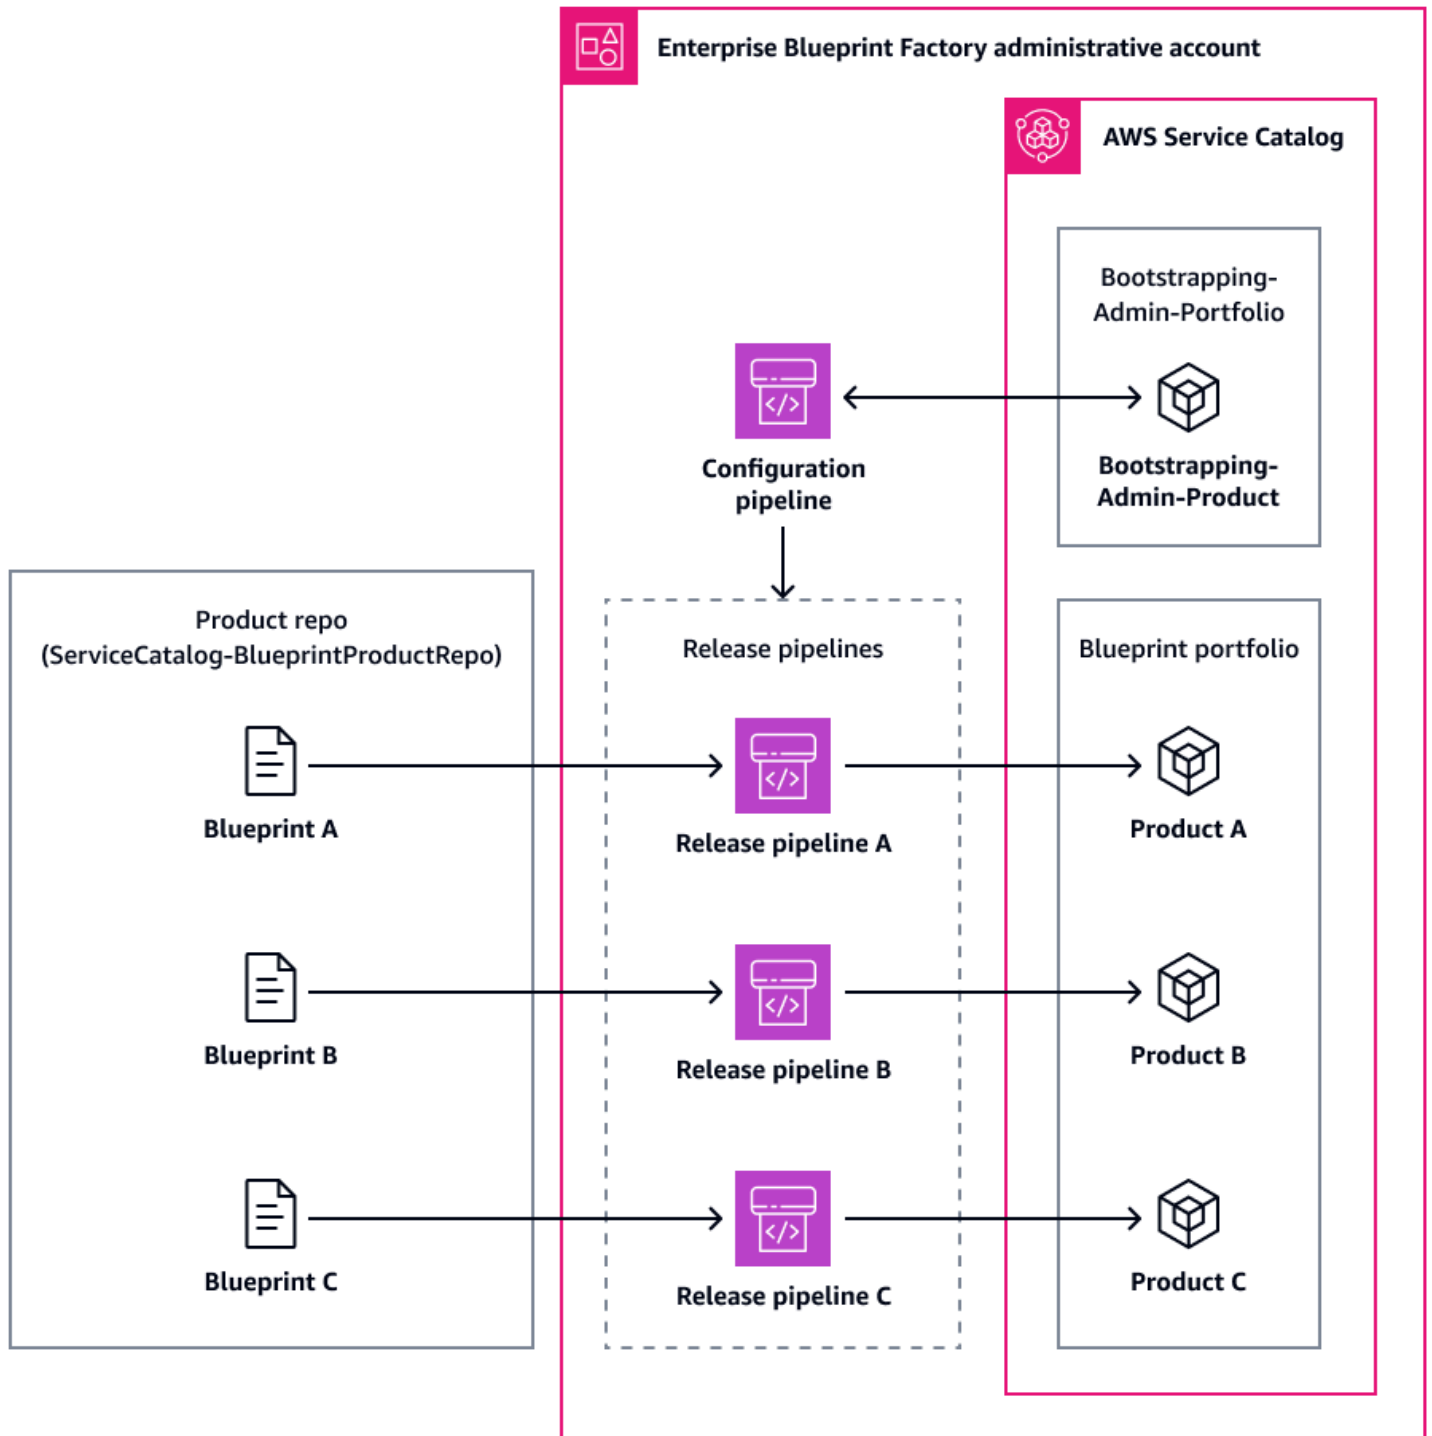 Enterprise Blueprint Factory administrative account
AWS Service Catalog
Bootstrapping-
Admin-Portfolio
Configuration
pipeline
Bootstrapping-
Admin-Product
Product repo
(ServiceCatalog-BlueprintProductRepo)
Release pipelines
Blueprint portfolio
Blueprint A
Release pipeline A
Product A
Blueprint B
Release pipeline B
Product B
Blueprint C
Release pipeline C
Product C